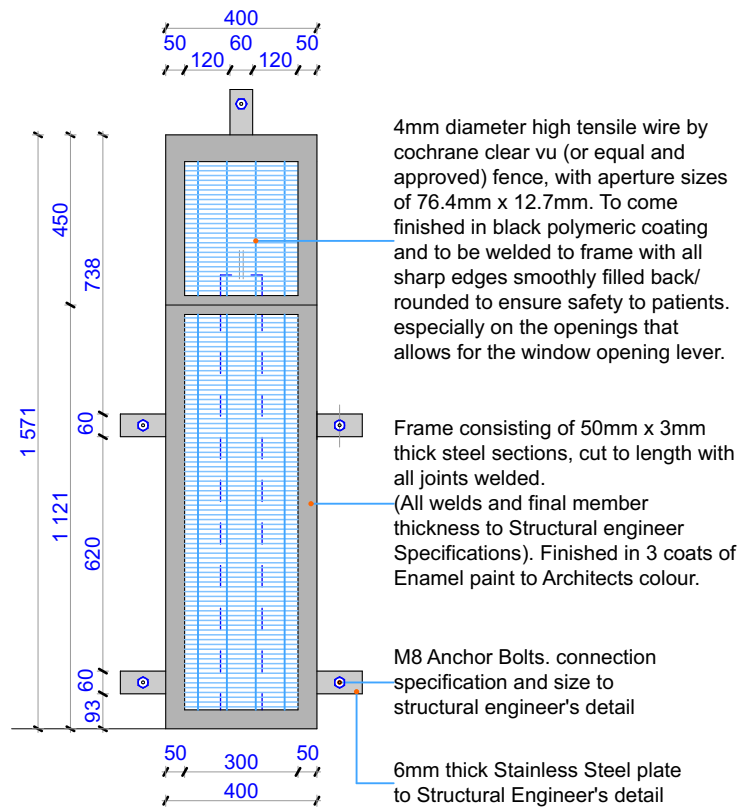 400
50 60 50
120 120
4mm diameter high tensile wire by
cochrane clear vu (or equal and
approved) fence, with aperture sizes
of 76.4mm x 12.7mm. To come
finished in black polymeric coating
and to be welded to frame with all
sharp edges smoothly filled back/
rounded to ensure safety to patients.
especially on the openings that
allows for the window opening lever.
450
738
60
1 571
1 121
620
60
93
Frame consisting of 50mm x 3mm
thick steel sections, cut to length with
all joints welded.
(All welds and final member
thickness to Structural engineer
Specifications). Finished in 3 coats of
Enamel paint to Architects colour.
M8 Anchor Bolts. connection
specification and size to
structural engineer's detail
50 300 50
400
6mm thick Stainless Steel plate
to Structural Engineer's detail